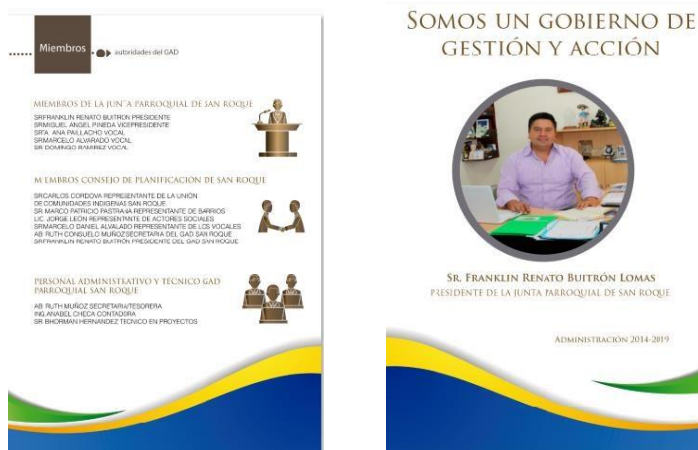 Miembros
autoridades del GAD
MIEMBROS DE LA JUNTA PARROQUIAL DE SAN ROQUE
SR FRANKLIN RENATO BUITRON PRESIDENTE
SR MIGUEL ANGEL PINEDA VICEPRESIDENTE
SRTA. ANA PAILLACHO VOCAL
SR MARCELO ALVARADO VOCAL
SR DOMINGO RAMIREZ VOCAL
MIEMBROS CONSEJO DE PLANIFICACIÓN DE SAN ROQUE
SR CARLOS CORDOVA REPRESENTANTE DE LA UNIÓN
DE COMUNIDADES INDIGENAS SAN ROQUE.
SR. MARCO PATRICIO PASTRANA REPRESENTANTE DE BARRIOS
LIC. JORGE LEÓN REPRESENTANTE DE ACTORES SOCIALES
SR MARCELO DANIEL ALVALADO REPRESENTANTE DE LOS VOCALES
AB. RUTH CONSUELO MUÑOZ SECRETARIA DEL GAD SAN ROQUE
SR FRANKLIN RENATO BUITRÓN PRESIDENTE DEL GAD SAN ROQUE
PERSONAL ADMINISTRATIVO Y TÉCNICO GAD
PARROQUIAL SAN ROQUE
AB. RUTH MUÑOZ SECRETARIA/TESORERA
ING. ANABEL CHECA CONTADORA
SR. BHORMAN HERNANDEZ TECNICO EN PROYECTOS
SOMOS UN GOBIERNO DE
GESTIÓN Y ACCIÓN
SR. FRANKLIN RENATO BUITRÓN LOMAS
PRESIDENTE DE LA JUNTA PARROQUIAL DE SAN ROQUE
ADMINISTRACIÓN 2014-2019